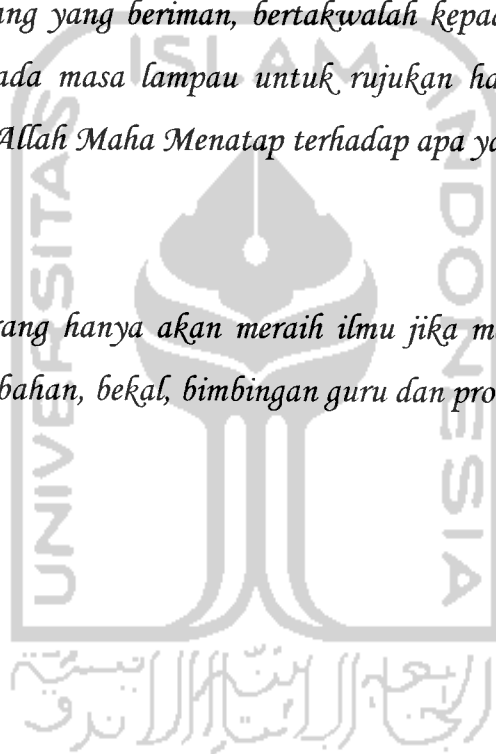 ang yang beriman, bertakwalah kepad
ada masa lampau untuk rujukan ha
Allah Maha Menatap terhadap apa ya
rang hanya akan meraih ilmu jika m
bahan, bekal, bimbingan guru dan pro
ISLAM
UNIVERSITAS
INDONESIA